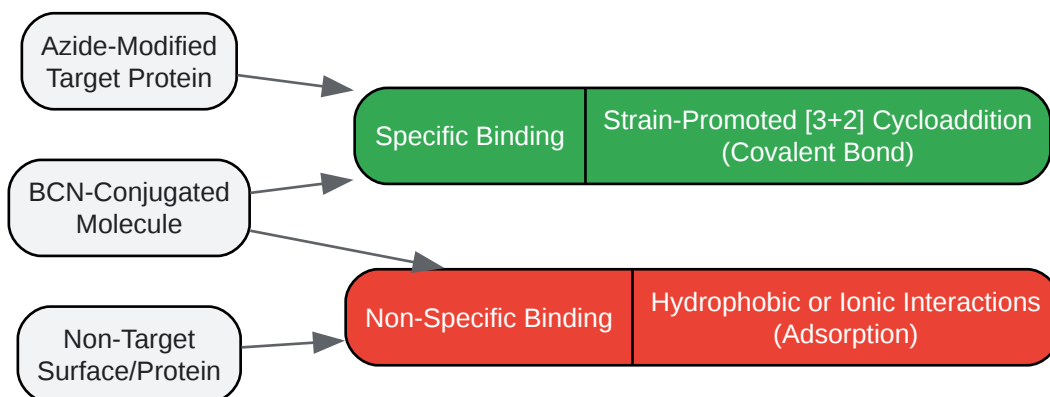 Azide-Modified
Target Protein
Specific Binding
Strain-Promoted [3+2] Cycloaddition
(Covalent Bond)
BCN-Conjugated
Molecule
Non-Specific Binding
Hydrophobic or Ionic Interactions
(Adsorption)
Non-Target
Surface/Protein